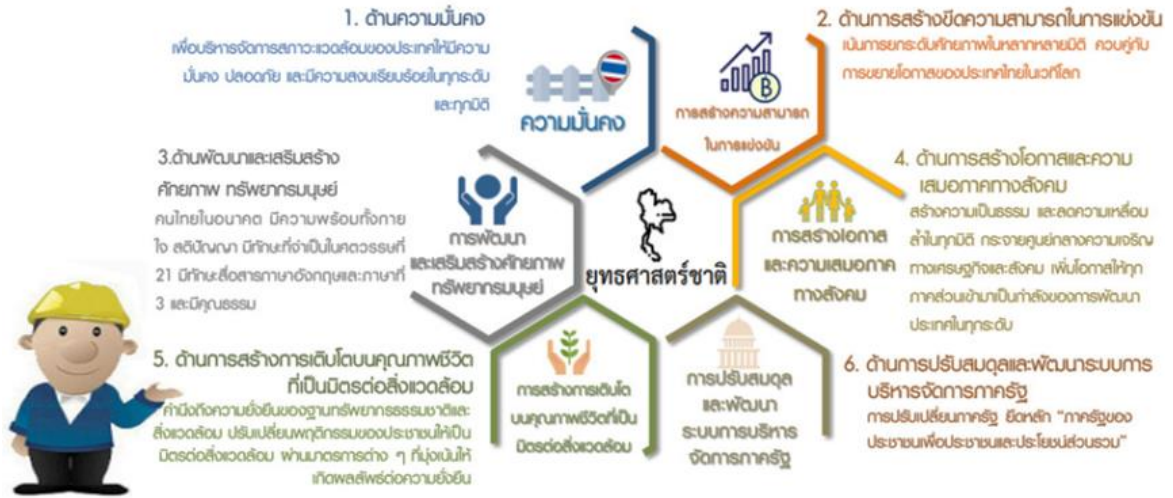 1. ด้านความมั่นคง
เพื่อบริหารจัดการสภาวะแวดล้อมของประเทศให้มีความ
มั่นคง ปลอดภัย และมีความสงบเรียบร้อยในทุกระดับ
และทุกมิติ
ความมั่นคง
2. ด้านการสร้างขีดความสามารถในการแข่งขัน
เน้นการยกระดับศักยภาพในหลากหลายมิติ ควบคู่กับ
การขยายโอกาสของประเทศไทยในเวทีโลก
การสร้างความสามารถ
ในการแข่งขัน
3.ด้านพัฒนาและเสริมสร้าง
ศักยภาพ ทรัพยากรมนุษย์
คนไทยในอนาคต มีความพร้อมทั้งกาย
ใจ สติปัญญา มีทักษะที่จำเป็นในศตวรรษที่
21 มีทักษะสื่อสารภาษาอังกฤษและภาษาที่
3 และมีคุณธรรม
การพัฒนา
และเสริมสร้างศักยภาพ
ทรัพยากรมนุษย์
ยุทธศาสตร์ชาติ
การสร้างโอกาส
และความเสมอภาค
ทางสังคม
4. ด้านการสร้างโอกาสและความ
เสมอภาคทางสังคม
สร้างความเป็นธรรม และลดความเหลื่อม
ล้ำในทุกมิติ กระจายศูนย์กลางความเจริญ
ทางเศรษฐกิจและสังคม เพิ่มโอกาสให้ทุก
ภาคส่วนเข้ามาเป็นกำลังของการพัฒนา
ประเทศในทุกระดับ
5. ด้านการสร้างการเติบโตบนคุณภาพชีวิต
ที่เป็นมิตรต่อสิ่งแวดล้อม
คำนึงถึงความยั่งยืนของฐานทรัพยากรธรรมชาติและ
สิ่งแวดล้อม ปรับเปลี่ยนพฤติกรรมของประชาชนให้เป็น
มิตรต่อสิ่งแวดล้อม ผ่านมาตรการต่าง ๆ ที่มุ่งเน้นให้
เกิดผลลัพธ์ต่อความยั่งยืน
การสร้างการเติบโต
บนคุณภาพชีวิตที่เป็น
มิตรต่อสิ่งแวดล้อม
การปรับสมดุล
และพัฒนา
ระบบการบริหาร
จัดการภาครัฐ
6. ด้านการปรับสมดุลและพัฒนาระบบการ
บริหารจัดการภาครัฐ
การปรับเปลี่ยนภาครัฐ ยึดหลัก "ภาครัฐของ
ประชาชนเพื่อประชาชนและประโยชน์ส่วนรวม"